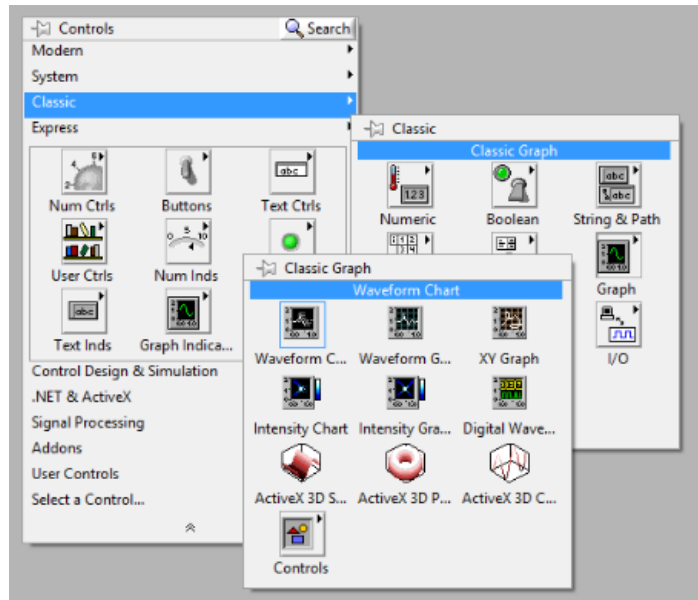 Controls Search
Modern
System
Classic
Express
Num Ctrls Buttons Text Ctrls
User Ctrls Num Inds
Text Inds Graph Indica...
Control Design & Simulation
.NET & ActiveX
Signal Processing
Addons
User Controls
Select a Control...
Classic
Classic Graph
Numeric Boolean String & Path
Graph
I/O
Classic Graph
Waveform Chart
Waveform C... Waveform G... XY Graph
Intensity Chart Intensity Gra... Digital Wave...
ActiveX 3D S... ActiveX 3D P... ActiveX 3D C...
Controls